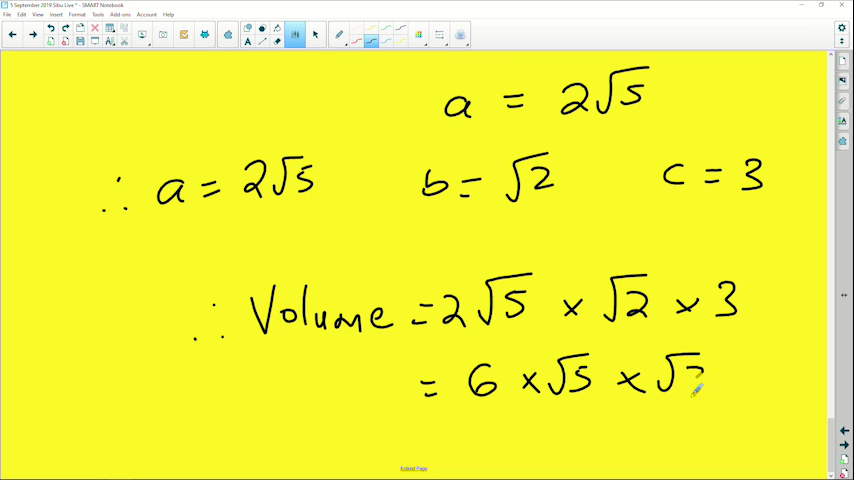 5 September 2019 Sibu Live * - SMART Notebook
File Edit View Insert Format Tools Add-ons Account Help
a = 2√5
∴ a = 2√5 b = √2 c = 3
∴ Volume = 2√5 × √2 × 3
= 6 × √5 × √
Extend Page